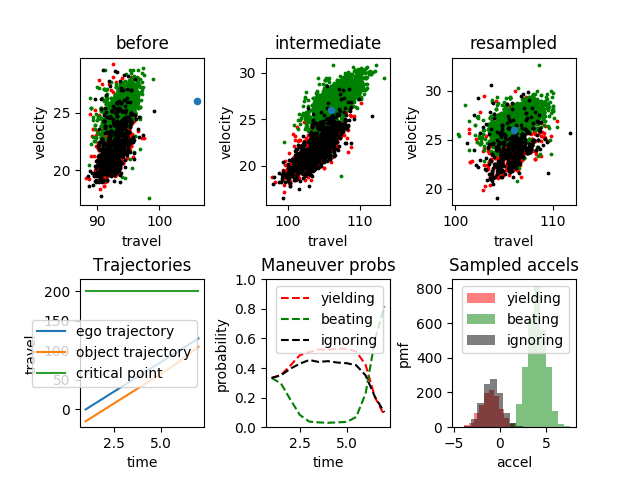 before
intermediate
resampled
velocity
25
20
90
100
travel
velocity
30
25
20
100
110
travel
velocity
30
25
20
100
110
travel
Trajectories
Maneuver probs
Sampled accels
travel
200
150
100
50
0
ego trajectory
object trajectory
critical point
2.5
5.0
time
probability
1.0
0.8
0.6
0.4
0.2
0.0
yielding
beating
ignoring
2.5
5.0
time
pmf
800
600
400
200
0
yielding
beating
ignoring
−5
0
5
accel